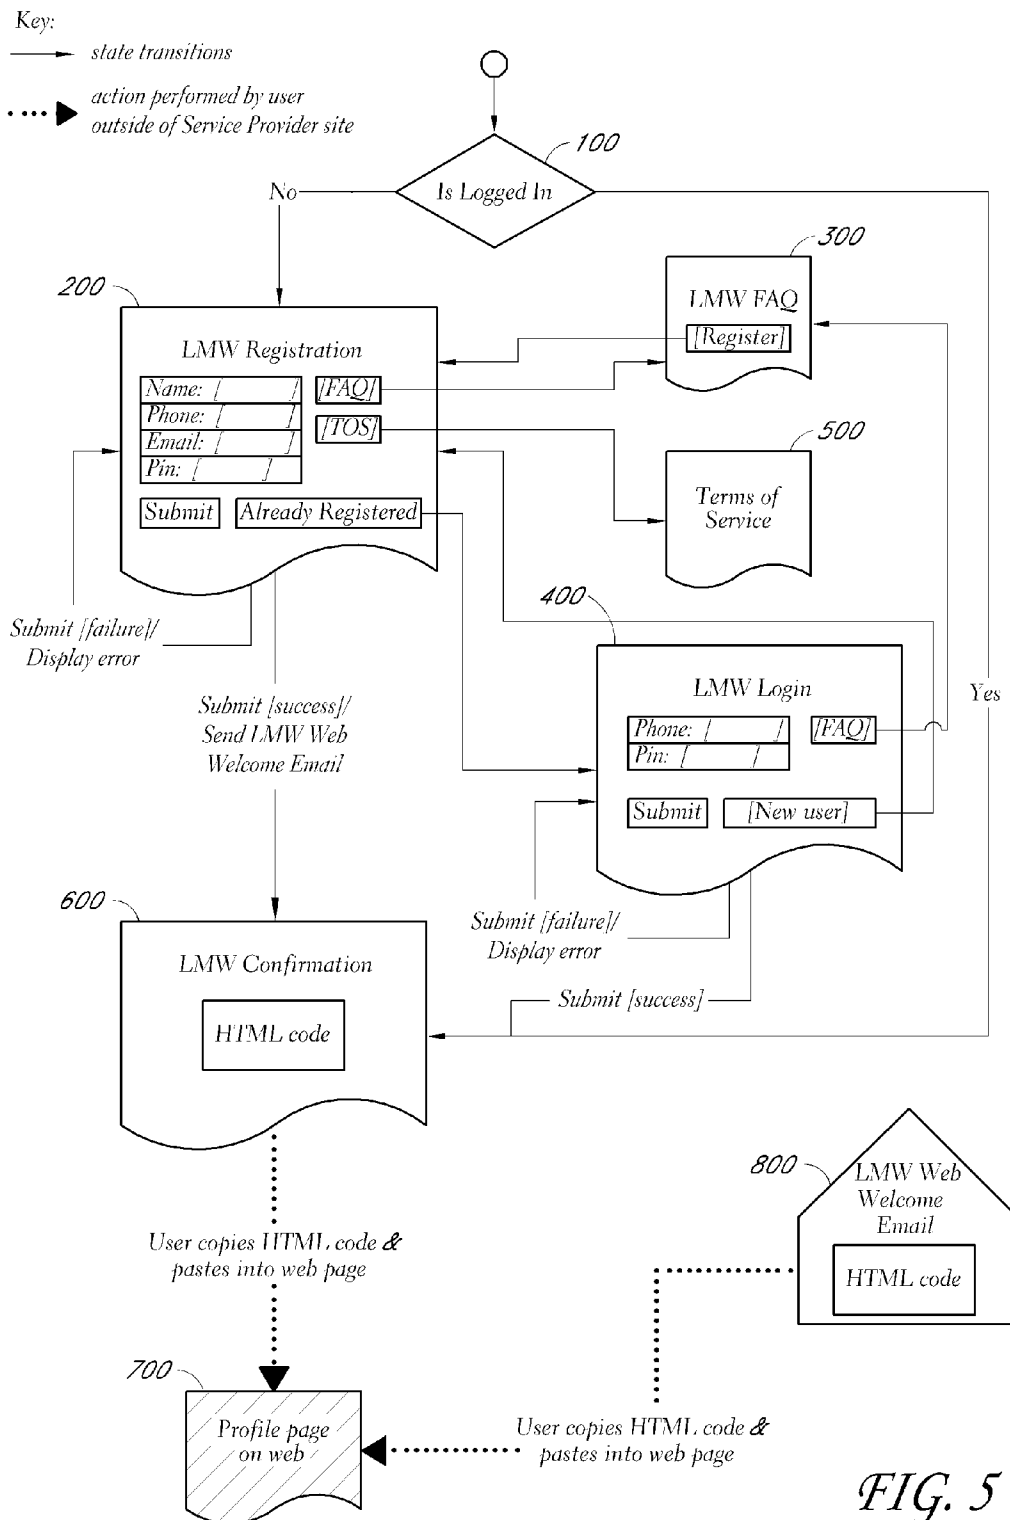 Key:
state transitions
action performed by user
outside of Service Provider site
100
Is Logged In
No
300
LMW FAQ
[Register]
200
LMW Registration
Name: [ ]
Phone: [ ]
Email: [ ]
Pin: [ ]
[FAQ]
[TOS]
Submit
Already Registered
500
Terms of
Service
Submit [failure]/
Display error
400
LMW Login
Phone: [ ]
Pin: [ ]
[FAQ]
Submit
[New user]
Yes
Submit [success]/
Send LMW Web
Welcome Email
Submit [failure]/
Display error
600
LMW Confirmation
HTML code
Submit [success]
800
LMW Web
Welcome
Email
HTML code
User copies HTML code &
pastes into web page
700
Profile page
on web
User copies HTML code &
pastes into web page
FIG. 5